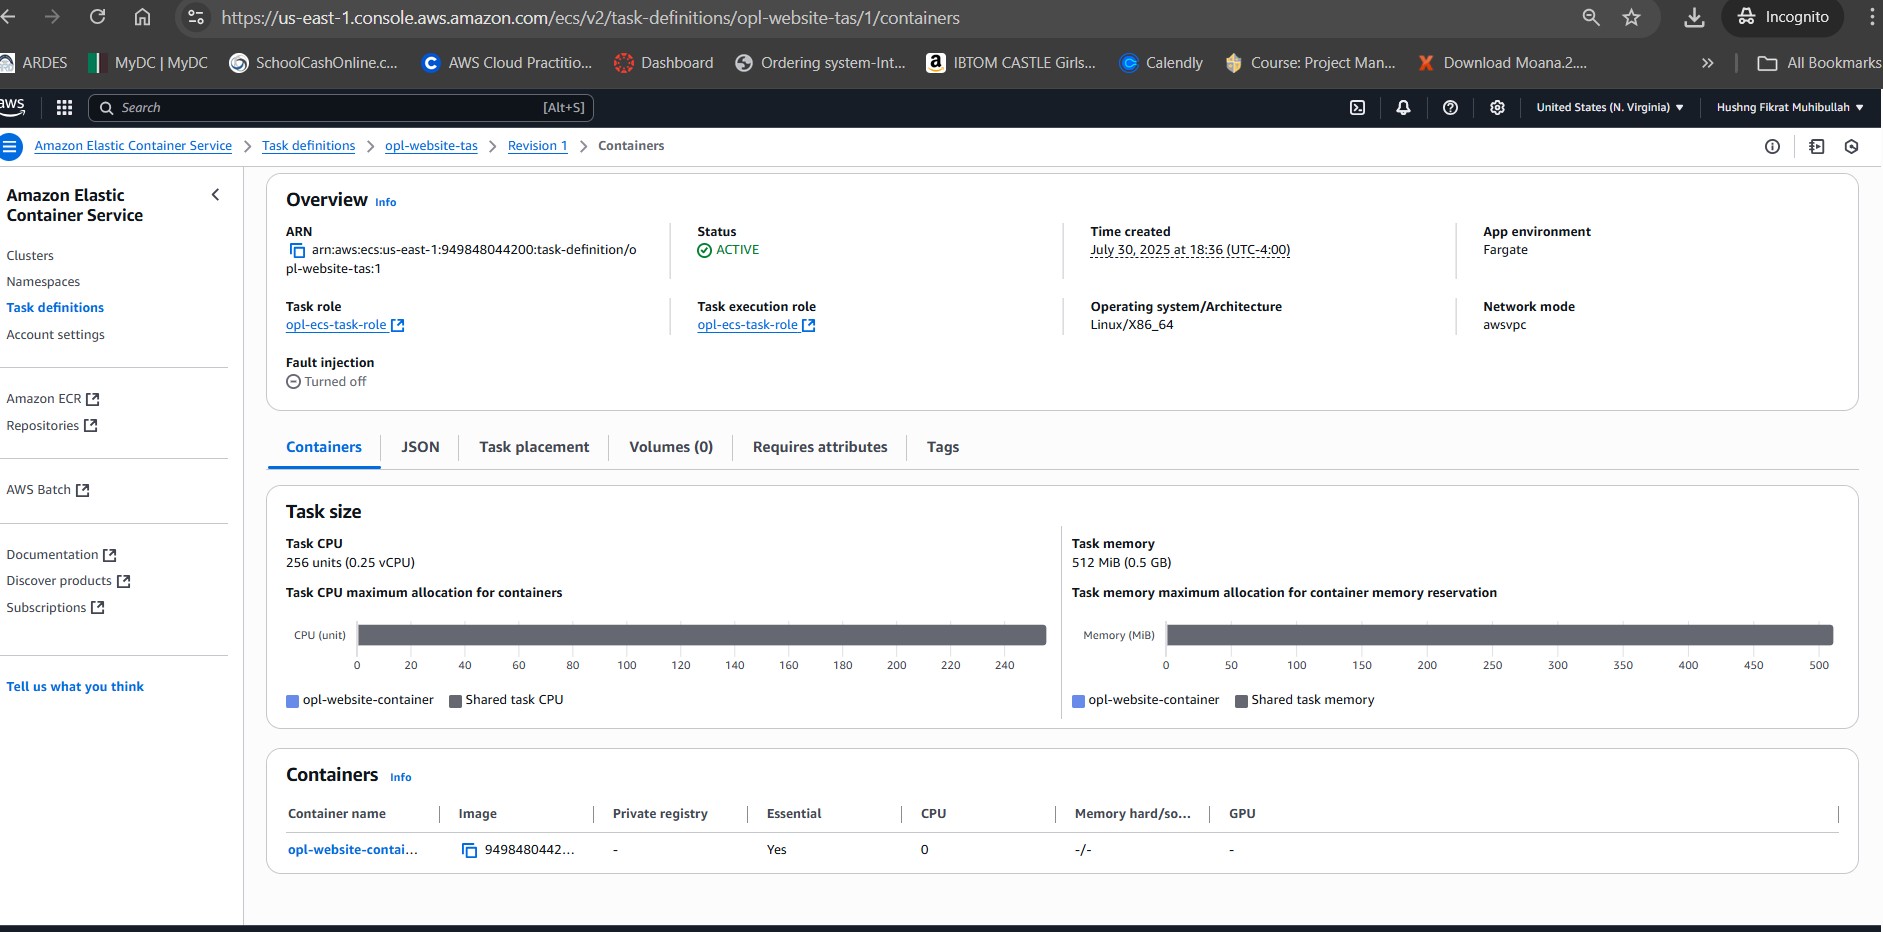 https://us-east-1.console.aws.amazon.com/ecs/v2/task-definitions/opl-website-tas/1/containers
Incognito
ARDES
MyDC | MyDC
SchoolCashOnline.c...
AWS Cloud Practitio...
Dashboard
Ordering system-Int...
IBTOM CASTLE Girls...
Calendly
Course: Project Man...
Download Moana.2....
»
All Bookmarks
aws
Search
[Alt+S]
United States (N. Virginia)
Hushng Fikrat Muhibullah
Amazon Elastic Container Service
Task definitions
opl-website-tas
Revision 1
Containers
Amazon Elastic
Container Service
Clusters
Namespaces
Task definitions
Account settings
Amazon ECR
Repositories
AWS Batch
Documentation
Discover products
Subscriptions
Tell us what you think
Overview Info
ARN
arn:aws:ecs:us-east-1:949848044200:task-definition/o
pl-website-tas:1
Status
ACTIVE
Time created
July 30, 2025 at 18:36 (UTC-4:00)
App environment
Fargate
Task role
opl-ecs-task-role
Task execution role
opl-ecs-task-role
Operating system/Architecture
Linux/X86_64
Network mode
awsvpc
Fault injection
Turned off
Containers
JSON
Task placement
Volumes (0)
Requires attributes
Tags
Task size
Task CPU
256 units (0.25 vCPU)
Task CPU maximum allocation for containers
CPU (unit)
0 20 40 60 80 100 120 140 160 180 200 220 240
opl-website-container Shared task CPU
Task memory
512 MiB (0.5 GB)
Task memory maximum allocation for container memory reservation
Memory (MiB)
0 50 100 150 200 250 300 350 400 450 500
opl-website-container Shared task memory
Containers Info
Container name Image Private registry Essential CPU Memory hard/so... GPU
opl-website-contai... 9498480442... - Yes 0 -/- -